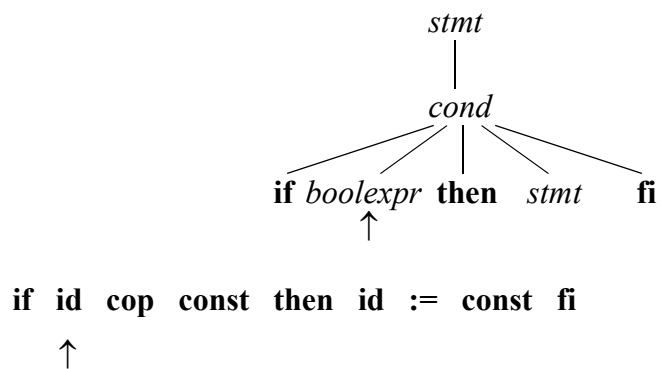 stmt
cond
if boolexpr then stmt fi
↑
if id cop const then id := const fi
↑